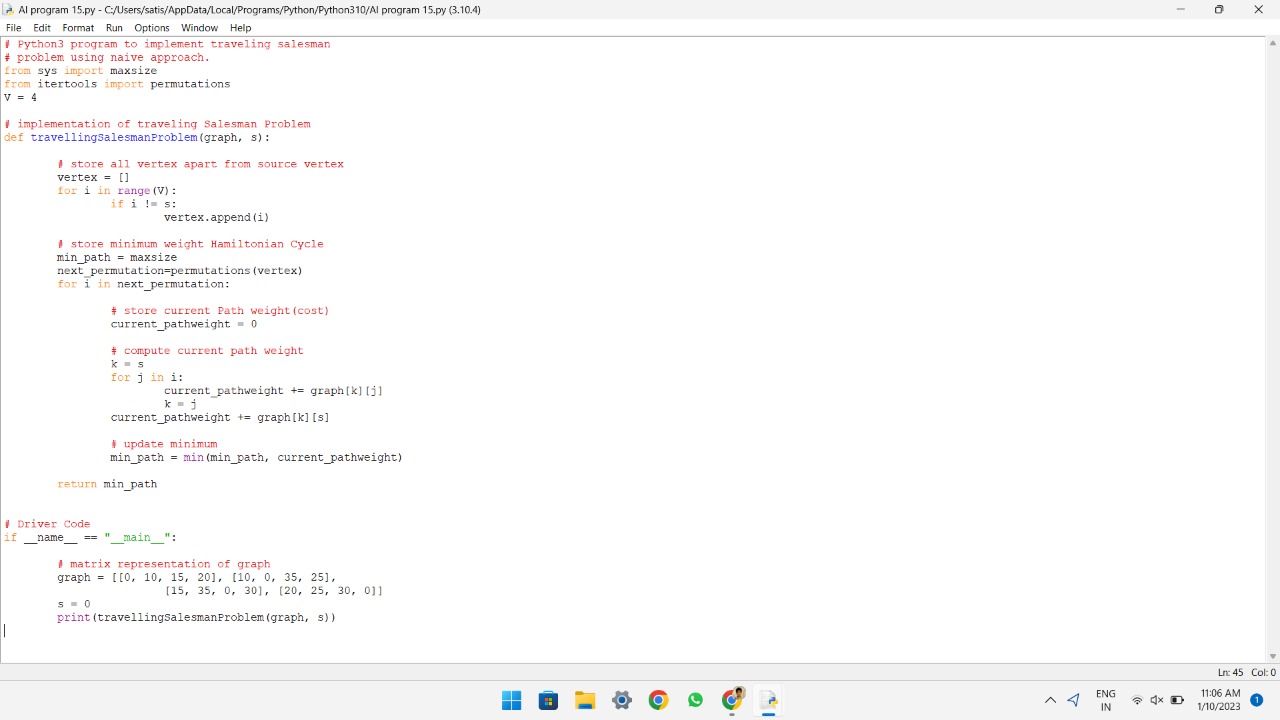 AI program 15.py - C:/Users/satis/AppData/Local/Programs/Python/Python310/AI program 15.py (3.10.4)
File Edit Format Run Options Window Help
# Python3 program to implement traveling salesman
# problem using naive approach.
from sys import maxsize
from itertools import permutations
V = 4

# implementation of traveling Salesman Problem
def travellingSalesmanProblem(graph, s):

        # store all vertex apart from source vertex
        vertex = []
        for i in range(V):
                if i != s:
                        vertex.append(i)

        # store minimum weight Hamiltonian Cycle
        min_path = maxsize
        next_permutation=permutations(vertex)
        for i in next_permutation:

                # store current Path weight(cost)
                current_pathweight = 0

                # compute current path weight
                k = s
                for j in i:
                        current_pathweight += graph[k][j]
                        k = j
                current_pathweight += graph[k][s]

                # update minimum
                min_path = min(min_path, current_pathweight)

        return min_path


# Driver Code
if __name__ == "__main__":

        # matrix representation of graph
        graph = [[0, 10, 15, 20], [10, 0, 35, 25],
                        [15, 35, 0, 30], [20, 25, 30, 0]]
        s = 0
        print(travellingSalesmanProblem(graph, s))
Ln: 45 Col: 0
ENG
IN
11:06 AM
1/10/2023
1